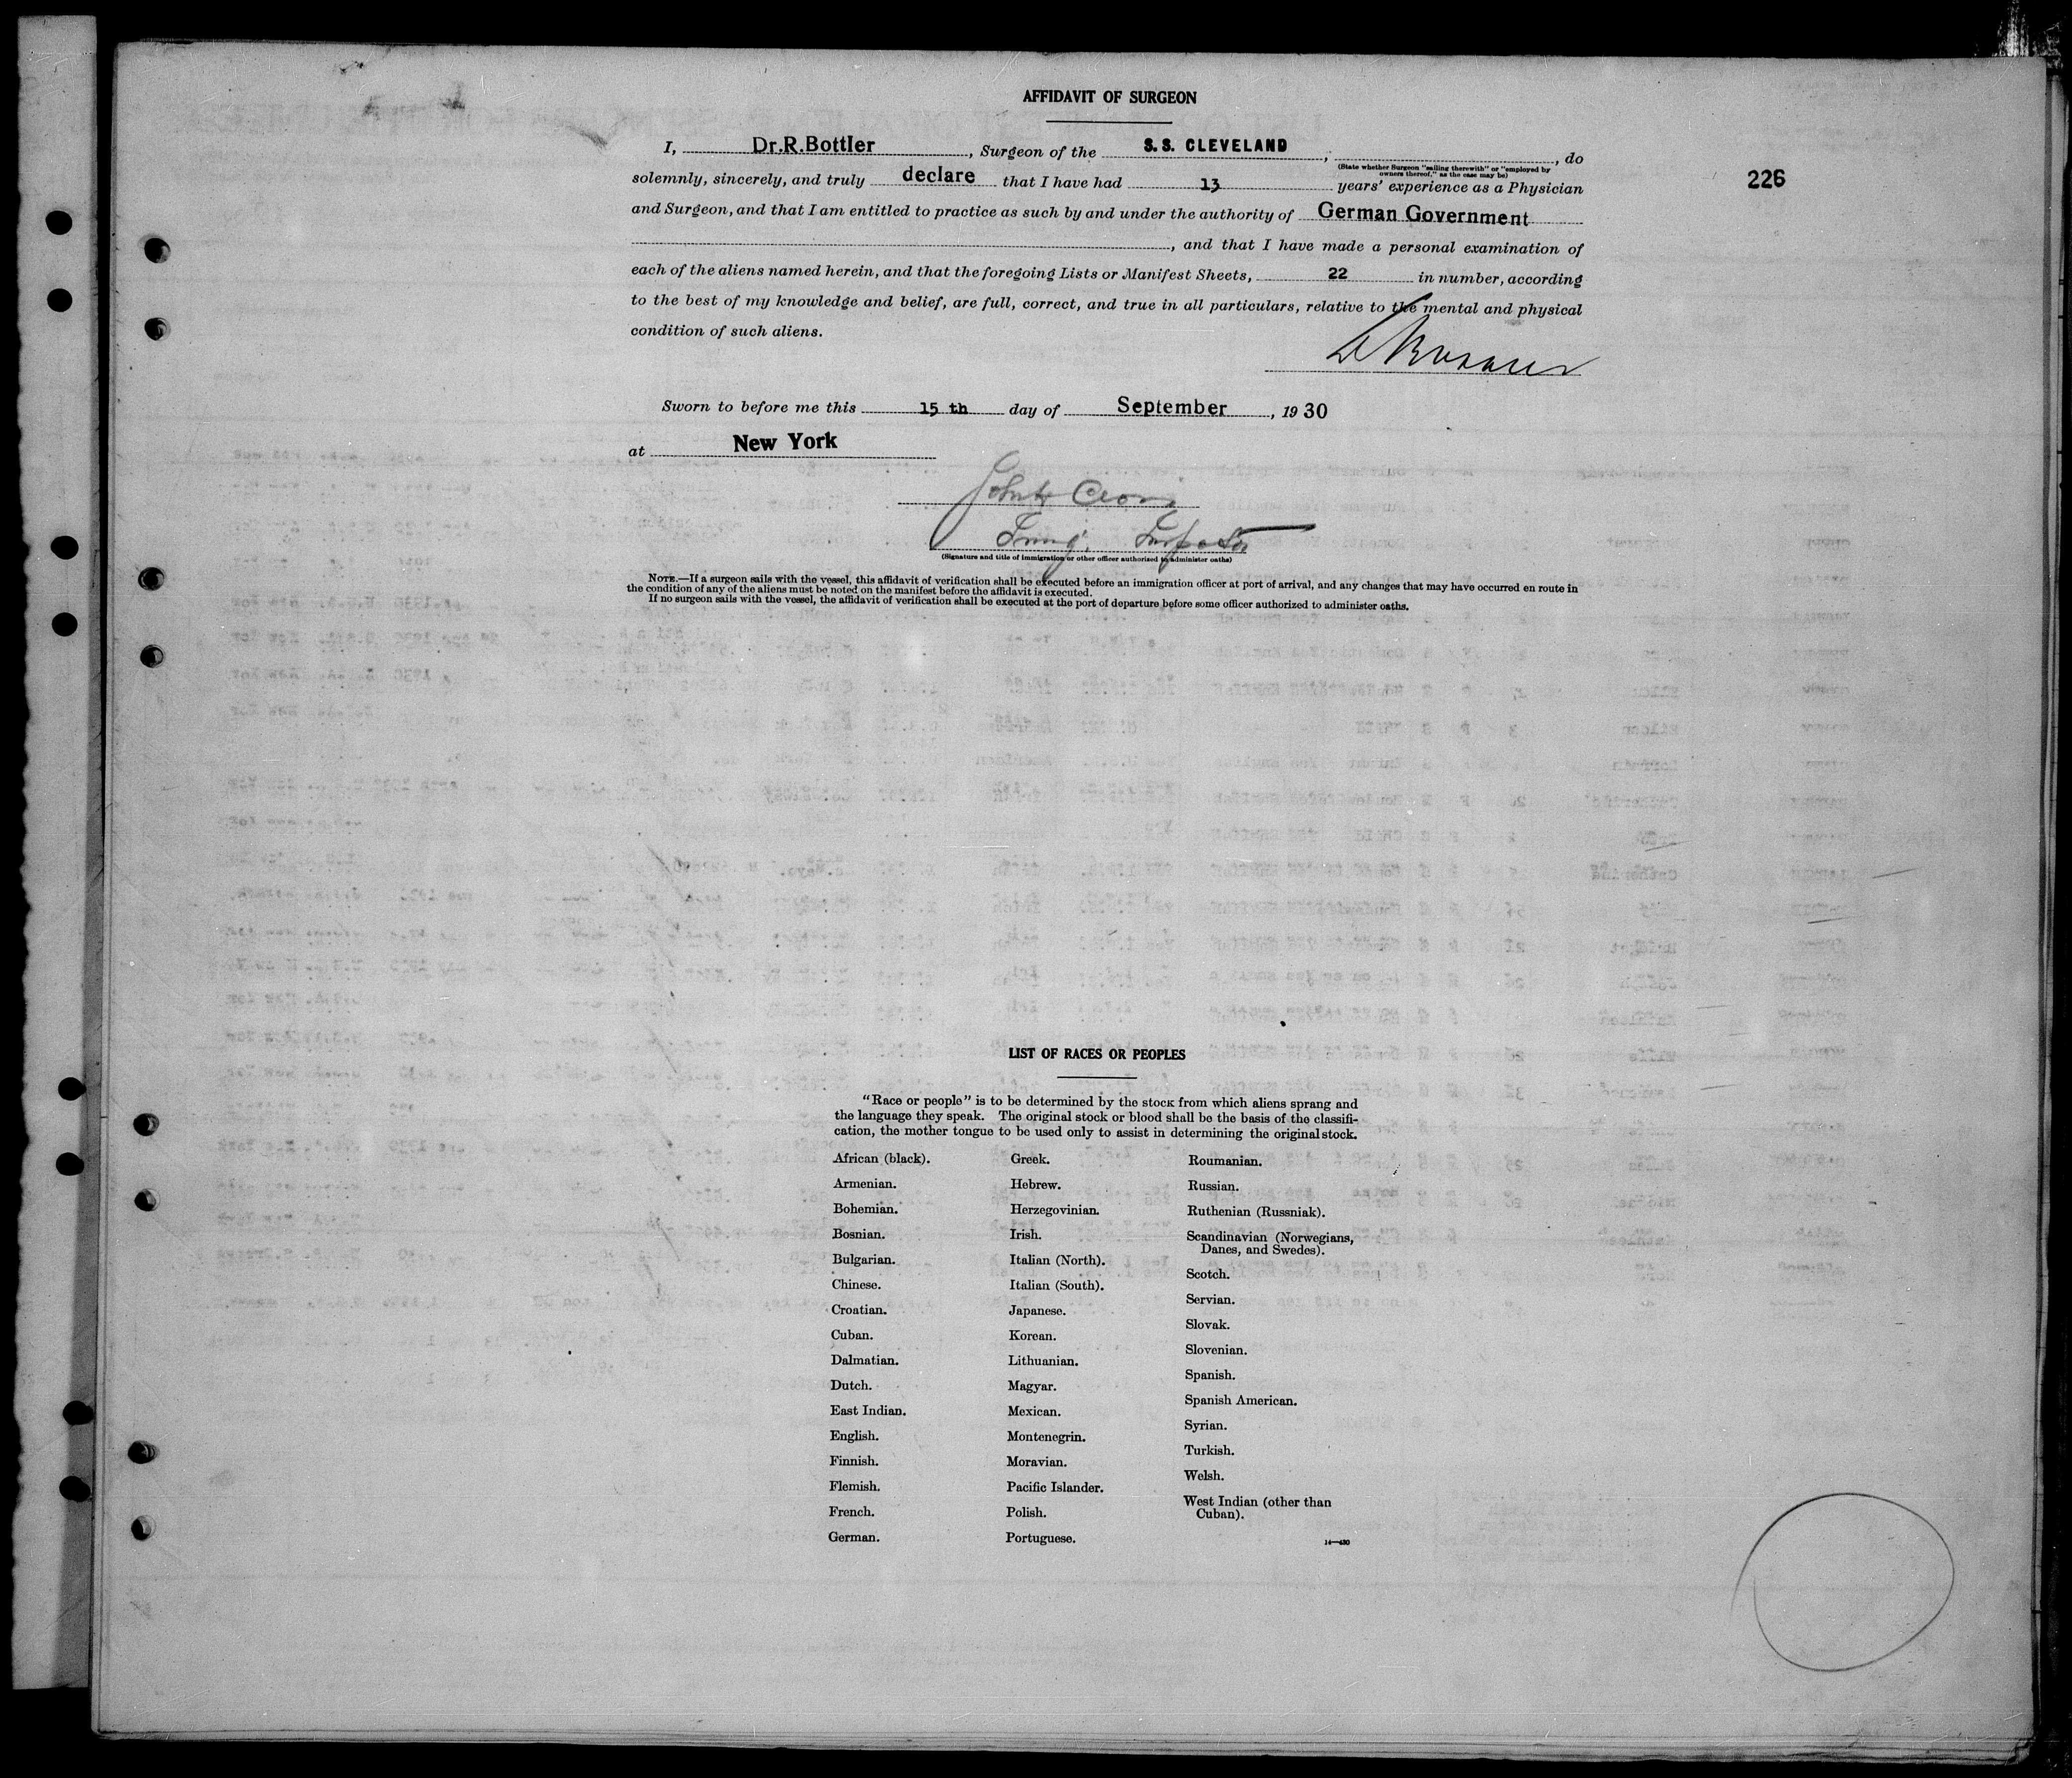 AFFIDAVIT OF SURGEON
I, Dr.R.Bottler, Surgeon of the S.S. CLEVELAND, , do
(State whether Surgeon "sailing therewith" or "employed by
owners thereof," as the case may be)
226
solemnly, sincerely, and truly declare that I have had 13 years' experience as a Physician
and Surgeon, and that I am entitled to practice as such by and under the authority of German Government
, and that I have made a personal examination of
each of the aliens named herein, and that the foregoing Lists or Manifest Sheets, 22 in number, according
to the best of my knowledge and belief, are full, correct, and true in all particulars, relative to the mental and physical
condition of such aliens.
Sworn to before me this 15 th day of September, 1930
at New York
(Signature and title of immigration or other officer authorized to administer oaths)
NOTE.—If a surgeon sails with the vessel, this affidavit of verification shall be executed before an immigration officer at port of arrival, and any changes that may have occurred en route in
the condition of any of the aliens must be noted on the manifest before the affidavit is executed.
If no surgeon sails with the vessel, the affidavit of verification shall be executed at the port of departure before some officer authorized to administer oaths.
LIST OF RACES OR PEOPLES
"Race or people" is to be determined by the stock from which aliens sprang and
the language they speak. The original stock or blood shall be the basis of the classifi-
cation, the mother tongue to be used only to assist in determining the original stock.
African (black).
Armenian.
Bohemian.
Bosnian.
Bulgarian.
Chinese.
Croatian.
Cuban.
Dalmatian.
Dutch.
East Indian.
English.
Finnish.
Flemish.
French.
German.
Greek.
Hebrew.
Herzegovinian.
Irish.
Italian (North).
Italian (South).
Japanese.
Korean.
Lithuanian.
Magyar.
Mexican.
Montenegrin.
Moravian.
Pacific Islander.
Polish.
Portuguese.
Roumanian.
Russian.
Ruthenian (Russniak).
Scandinavian (Norwegians,
Danes, and Swedes).
Scotch.
Servian.
Slovak.
Slovenian.
Spanish.
Spanish American.
Syrian.
Turkish.
Welsh.
West Indian (other than
Cuban).
14—430